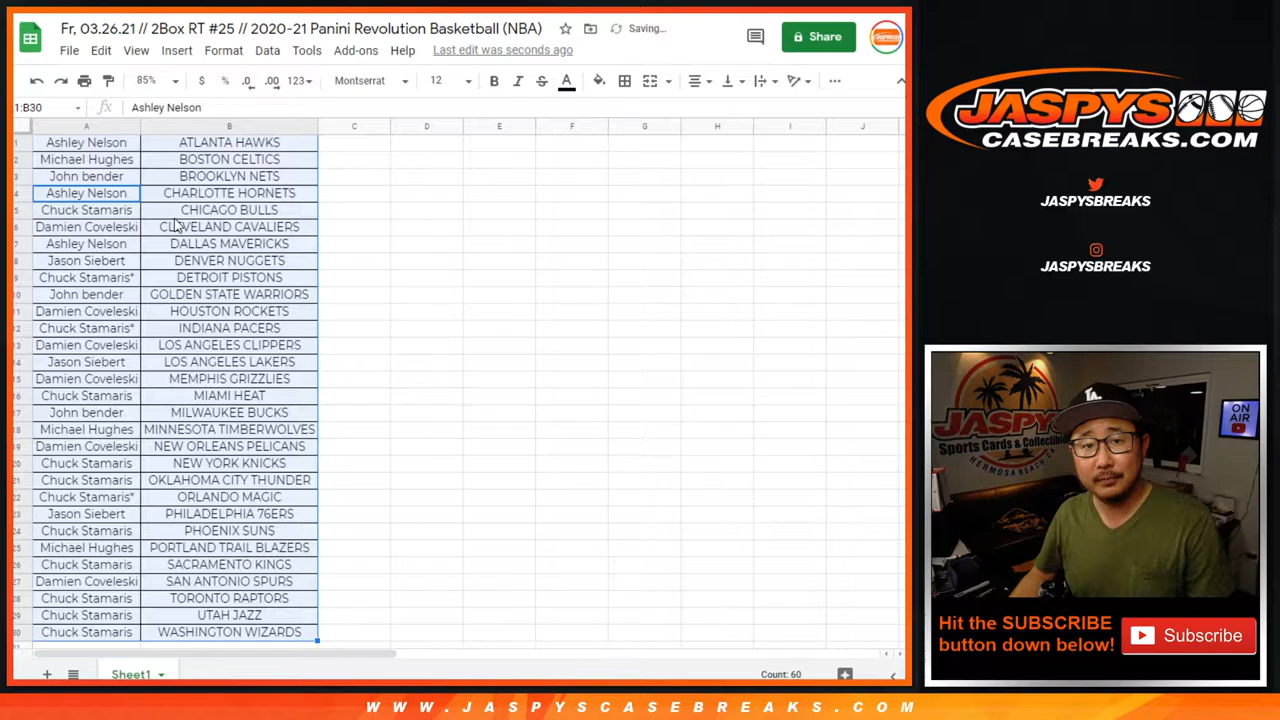 Fr, 03.26.21 // 2Box RT #25 // 2020-21 Panini Revolution Basketball (NBA)
Saving...
File Edit View Insert Format Data Tools Add-ons Help Last edit was seconds ago
Share
85% $ % .0 .00 123 Montserrat 12 B I S A
1:B30 fx Ashley Nelson
A B C D E F G H I J
1 Ashley Nelson ATLANTA HAWKS
2 Michael Hughes BOSTON CELTICS
3 John bender BROOKLYN NETS
4 Ashley Nelson CHARLOTTE HORNETS
5 Chuck Stamaris CHICAGO BULLS
6 Damien Coveleski CLEVELAND CAVALIERS
7 Ashley Nelson DALLAS MAVERICKS
8 Jason Siebert DENVER NUGGETS
9 Chuck Stamaris* DETROIT PISTONS
10 John bender GOLDEN STATE WARRIORS
11 Damien Coveleski HOUSTON ROCKETS
12 Chuck Stamaris* INDIANA PACERS
13 Damien Coveleski LOS ANGELES CLIPPERS
14 Jason Siebert LOS ANGELES LAKERS
15 Damien Coveleski MEMPHIS GRIZZLIES
16 Chuck Stamaris MIAMI HEAT
17 John bender MILWAUKEE BUCKS
18 Michael Hughes MINNESOTA TIMBERWOLVES
19 Damien Coveleski NEW ORLEANS PELICANS
20 Chuck Stamaris NEW YORK KNICKS
21 Chuck Stamaris OKLAHOMA CITY THUNDER
22 Chuck Stamaris* ORLANDO MAGIC
23 Jason Siebert PHILADELPHIA 76ERS
24 Chuck Stamaris PHOENIX SUNS
25 Michael Hughes PORTLAND TRAIL BLAZERS
26 Chuck Stamaris SACRAMENTO KINGS
27 Damien Coveleski SAN ANTONIO SPURS
28 Chuck Stamaris TORONTO RAPTORS
29 Chuck Stamaris UTAH JAZZ
30 Chuck Stamaris WASHINGTON WIZARDS
Sheet1
Count: 60
JASPYS
CASEBREAKS.COM
JASPYSBREAKS
JASPYSBREAKS
JASPYS
Sports Cards & Collectibles
HERMOSA BEACH
ON
AIR
Hit the SUBSCRIBE
button down below!
Subscribe
WWW.JASPYSCASEBREAKS.COM